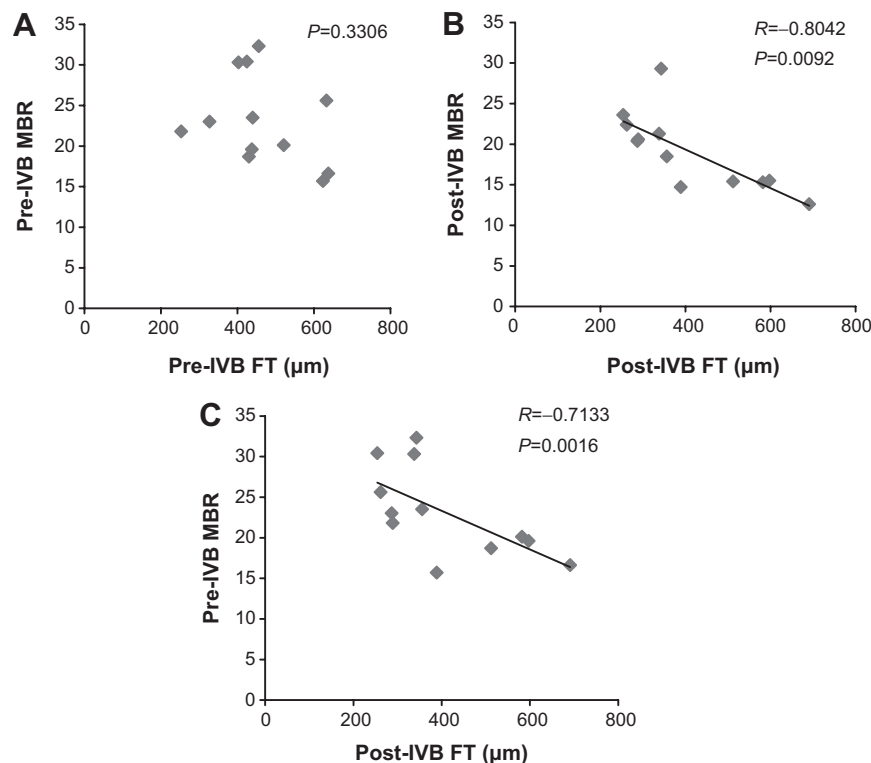 A
P=0.3306
35
30
25
20
15
10
5
0
Pre-IVB MBR
0 200 400 600 800
Pre-IVB FT (µm)
B
R=–0.8042
P=0.0092
35
30
25
20
15
10
5
0
Post-IVB MBR
0 200 400 600 800
Post-IVB FT (µm)
C
R=–0.7133
P=0.0016
35
30
25
20
15
10
5
0
Pre-IVB MBR
0 200 400 600 800
Post-IVB FT (µm)